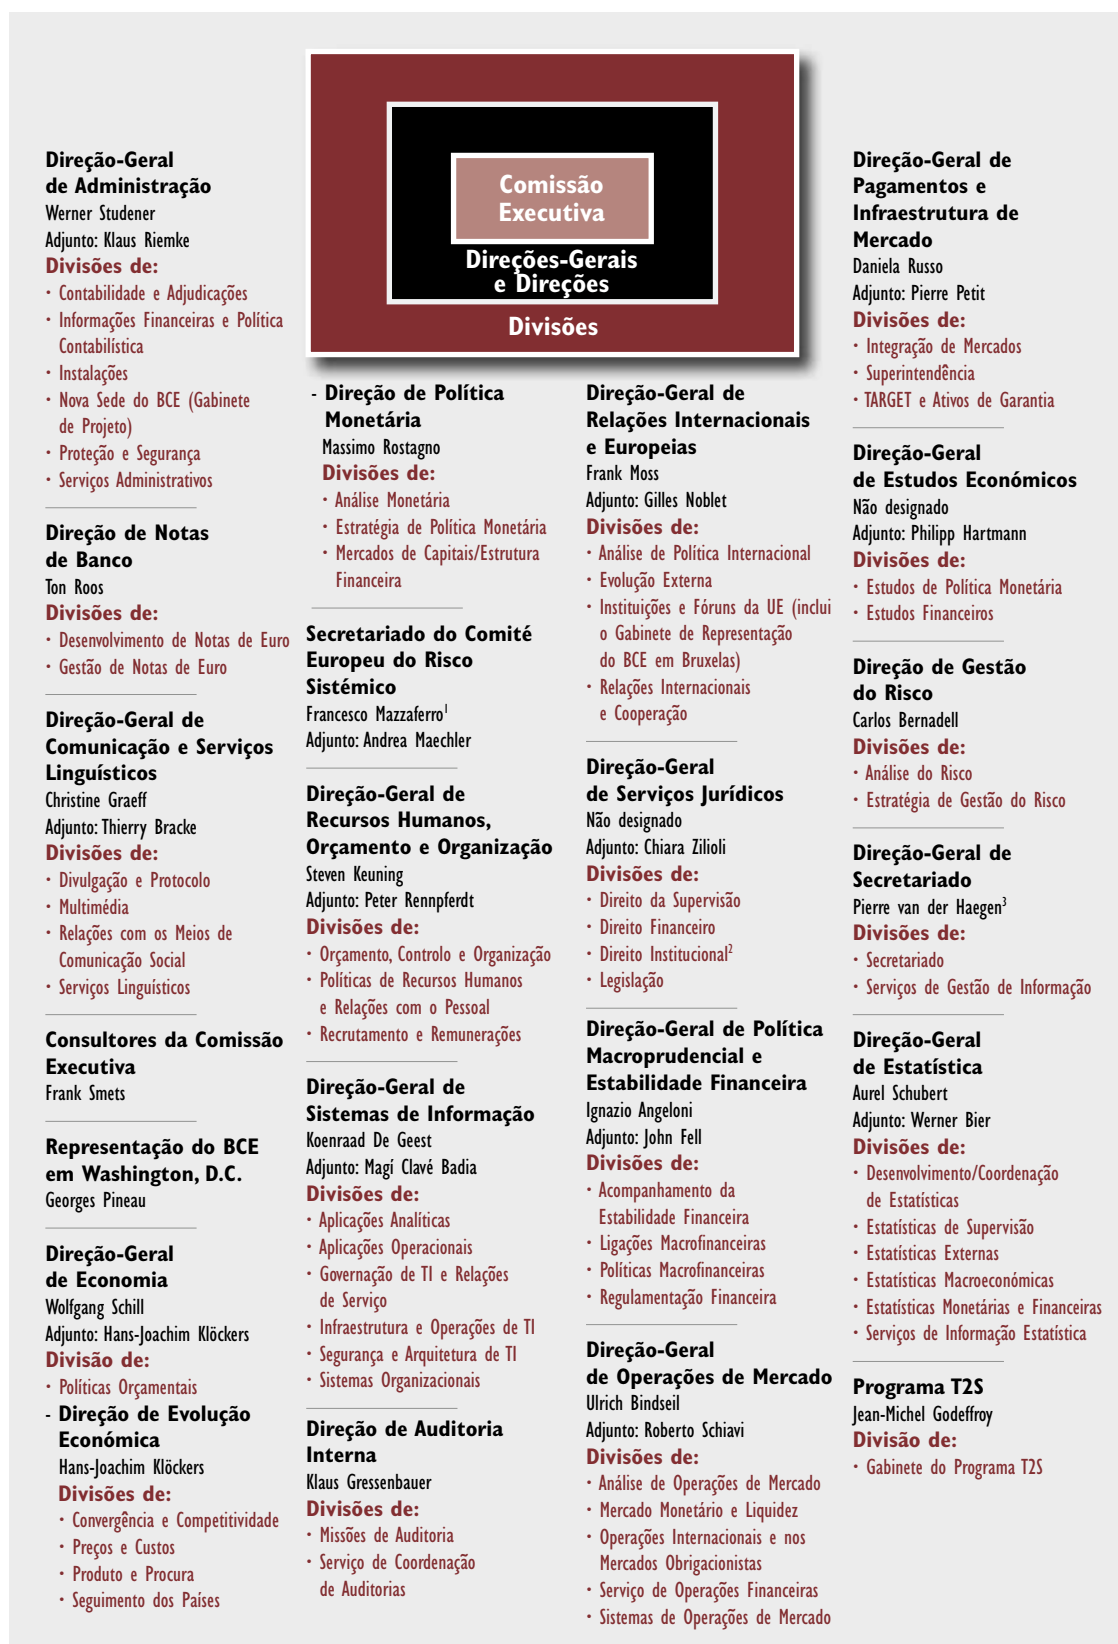 Comissão
Executiva
Direções-Gerais
e Direções
Divisões
Direção-Geral
de Administração
Werner Studener
Adjunto: Klaus Riemke
Divisões de:
• Contabilidade e Adjudicações
• Informações Financeiras e Política
Contabilística
• Instalações
• Nova Sede do BCE (Gabinete
de Projeto)
• Proteção e Segurança
• Serviços Administrativos
Direção de Notas
de Banco
Ton Roos
Divisões de:
• Desenvolvimento de Notas de Euro
• Gestão de Notas de Euro
Direção-Geral de
Comunicação e Serviços
Linguísticos
Christine Graeff
Adjunto: Thierry Bracke
Divisões de:
• Divulgação e Protocolo
• Multimédia
• Relações com os Meios de
Comunicação Social
• Serviços Linguísticos
Consultores da Comissão
Executiva
Frank Smets
Representação do BCE
em Washington, D.C.
Georges Pineau
Direção-Geral
de Economia
Wolfgang Schill
Adjunto: Hans-Joachim Klöckers
Divisão de:
• Políticas Orçamentais
- Direção de Evolução
Económica
Hans-Joachim Klöckers
Divisões de:
• Convergência e Competitividade
• Preços e Custos
• Produto e Procura
• Seguimento dos Países
- Direção de Política
Monetária
Massimo Rostagno
Divisões de:
• Análise Monetária
• Estratégia de Política Monetária
• Mercados de Capitais/Estrutura
Financeira
Secretariado do Comité
Europeu do Risco
Sistémico
Francesco Mazzaferro¹
Adjunto: Andrea Maechler
Direção-Geral de
Recursos Humanos,
Orçamento e Organização
Steven Keuning
Adjunto: Peter Rennpferdt
Divisões de:
• Orçamento, Controlo e Organização
• Políticas de Recursos Humanos
e Relações com o Pessoal
• Recrutamento e Remunerações
Direção-Geral de
Sistemas de Informação
Koenraad De Geest
Adjunto: Magí Clavé Badia
Divisões de:
• Aplicações Analíticas
• Aplicações Operacionais
• Governação de TI e Relações
de Serviço
• Infraestrutura e Operações de TI
• Segurança e Arquitetura de TI
• Sistemas Organizacionais
Direção de Auditoria
Interna
Klaus Gressenbauer
Divisões de:
• Missões de Auditoria
• Serviço de Coordenação
de Auditorias
Direção-Geral de
Relações Internacionais
e Europeias
Frank Moss
Adjunto: Gilles Noblet
Divisões de:
• Análise de Política Internacional
• Evolução Externa
• Instituições e Fóruns da UE (inclui
o Gabinete de Representação
do BCE em Bruxelas)
• Relações Internacionais
e Cooperação
Direção-Geral
de Serviços Jurídicos
Não designado
Adjunto: Chiara Zilioli
Divisões de:
• Direito da Supervisão
• Direito Financeiro
• Direito Institucional²
• Legislação
Direção-Geral de Política
Macroprudencial e
Estabilidade Financeira
Ignazio Angeloni
Adjunto: John Fell
Divisões de:
• Acompanhamento da
Estabilidade Financeira
• Ligações Macrofinanceiras
• Políticas Macrofinanceiras
• Regulamentação Financeira
Direção-Geral
de Operações de Mercado
Ulrich Bindseil
Adjunto: Roberto Schiavi
Divisões de:
• Análise de Operações de Mercado
• Mercado Monetário e Liquidez
• Operações Internacionais e nos
Mercados Obrigacionistas
• Serviço de Operações Financeiras
• Sistemas de Operações de Mercado
Direção-Geral de
Pagamentos e
Infraestrutura de
Mercado
Daniela Russo
Adjunto: Pierre Petit
Divisões de:
• Integração de Mercados
• Superintendência
• TARGET e Ativos de Garantia
Direção-Geral
de Estudos Económicos
Não designado
Adjunto: Philipp Hartmann
Divisões de:
• Estudos de Política Monetária
• Estudos Financeiros
Direção de Gestão
do Risco
Carlos Bernadell
Divisões de:
• Análise do Risco
• Estratégia de Gestão do Risco
Direção-Geral de
Secretariado
Pierre van der Haegen³
Divisões de:
• Secretariado
• Serviços de Gestão de Informação
Direção-Geral
de Estatística
Aurel Schubert
Adjunto: Werner Bier
Divisões de:
• Desenvolvimento/Coordenação
de Estatísticas
• Estatísticas de Supervisão
• Estatísticas Externas
• Estatísticas Macroeconómicas
• Estatísticas Monetárias e Financeiras
• Serviços de Informação Estatística
Programa T2S
Jean-Michel Godeffroy
Divisão de:
• Gabinete do Programa T2S